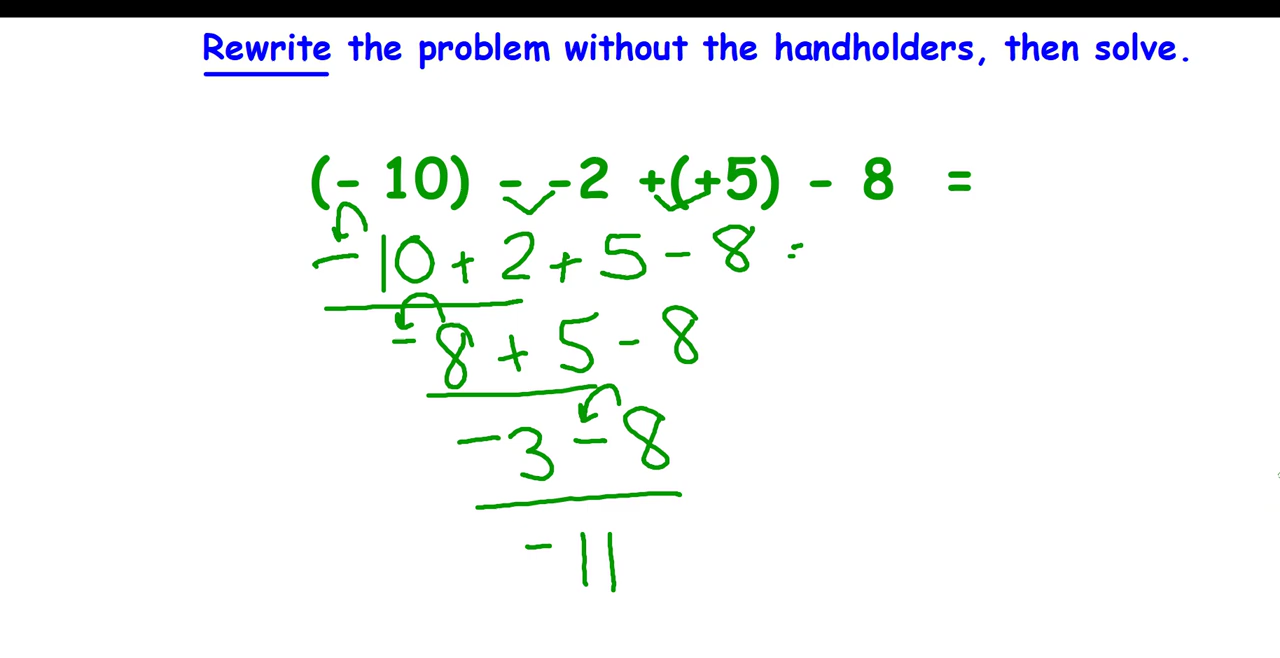 Rewrite the problem without the handholders, then solve.
(- 10) - -2 +(+5) - 8 =
- 10 + 2 + 5 - 8 =
- 8 + 5 - 8
- 3 - 8
- 11